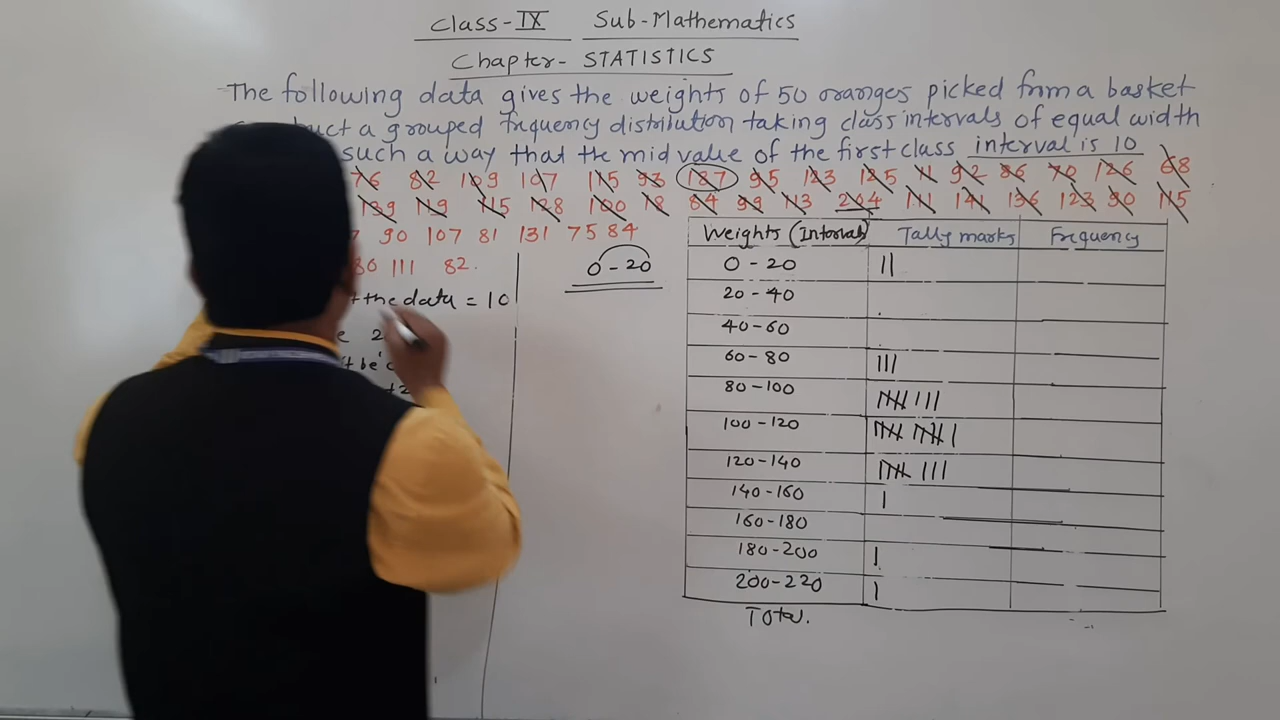 Class-IX Sub-Mathematics
Chapter- STATISTICS
The following data gives the weights of 50 oranges picked from a basket
a grouped frequency distribution taking class intervals of equal width
such a way that the mid value of the first class interval is 10
76 82 109 107 115 93 187 95 123 125 11 92 86 70 126 68
139 119 115 128 100 18 84 99 113 204 111 141 136 123 90 115
90 107 81 131 75 84
80 111 82.
the data = 10
0 - 20
Weights (Intervals) Tally marks Frequency
0 - 20 ||
20 - 40
40-60
60 - 80 |||
80-100 |||| |||
100-120 |||| |||| |
120-140 |||| |||
140-160 |
160-180
180-200 |
200-220 |
Total.